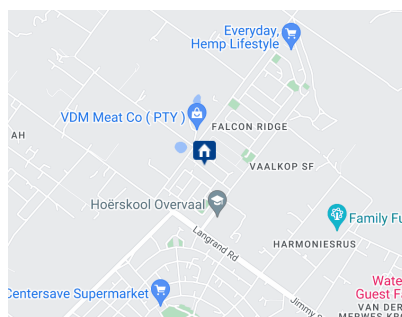 Everyday,
Hemp Lifestyle
VDM Meat Co ( PTY )
FALCON RIDGE
AH
VAALKOP SF
Hoërskool Overvaal
Family Fu
Langrand Rd
HARMONIESRUS
Wate
Guest Fa
Centersave Supermarket
Jimmy
VAN DER
MERWES KR